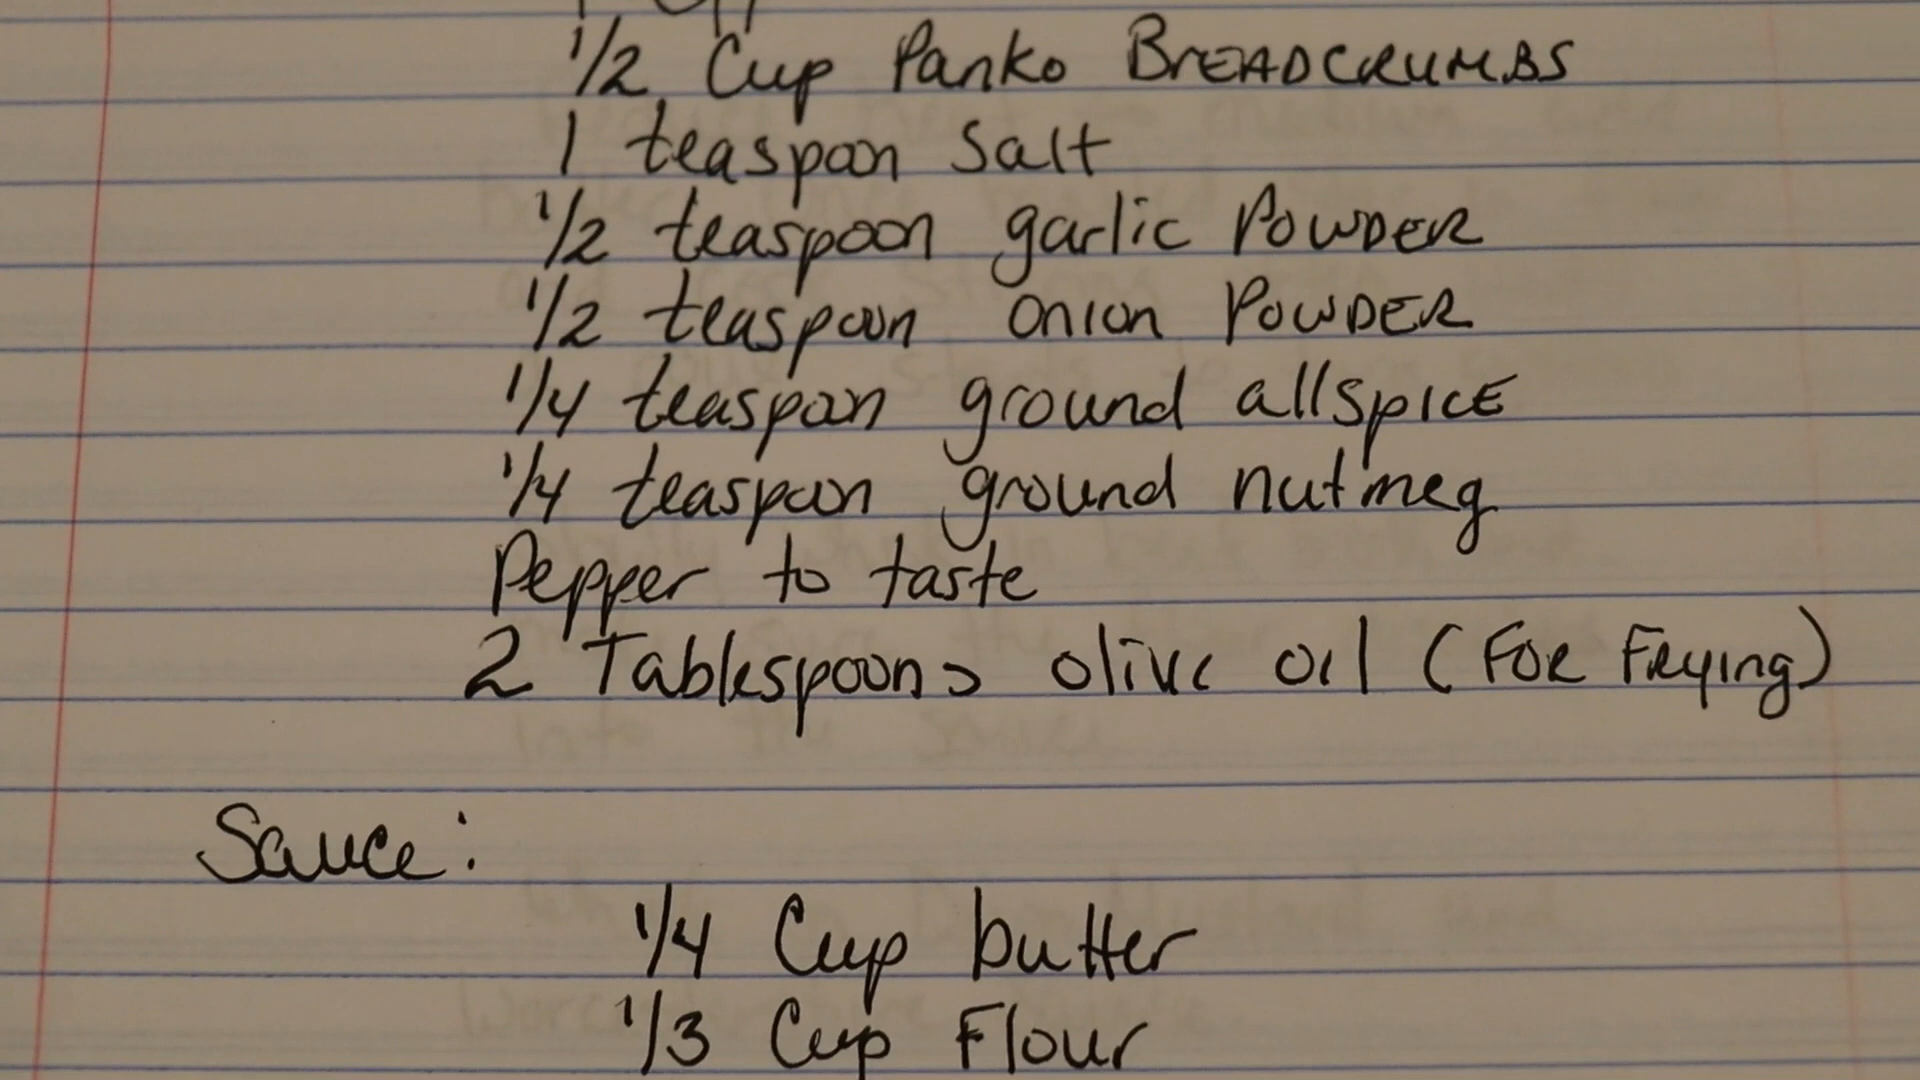 1/2 Cup Panko BREADCRUMBS
1 teaspoon Salt
1/2 teaspoon garlic POWDER
1/2 teaspoon onion POWDER
1/4 teaspoon ground allspice
1/4 teaspoon ground nutmeg
Pepper to taste
2 Tablespoons olive oil (FOR FRYING)
Sauce:
1/4 Cup butter
1/3 Cup Flour